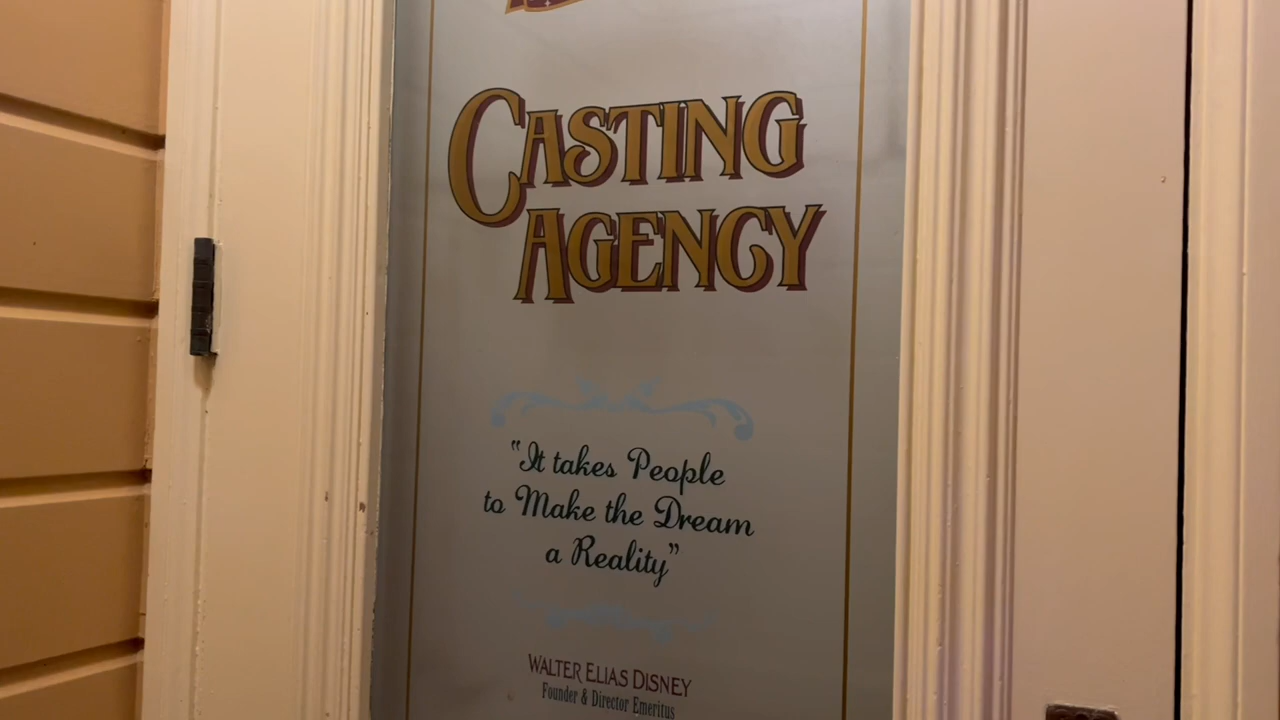 CASTING
AGENCY
"It takes People
to Make the Dream
a Reality"
WALTER ELIAS DISNEY
Founder & Director Emeritus